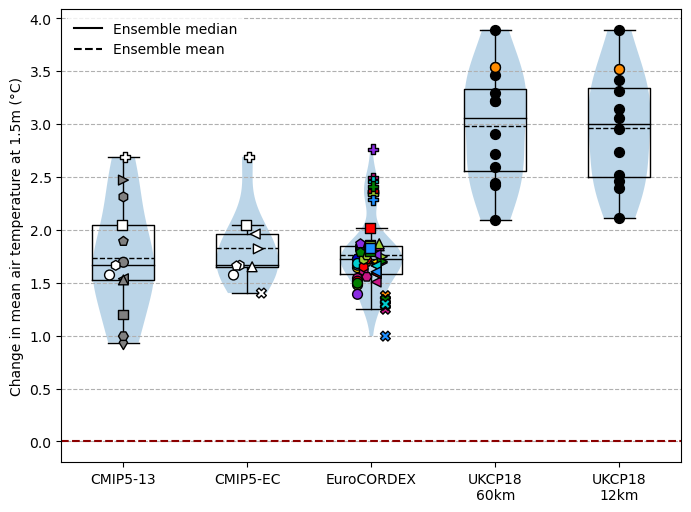 Ensemble median
Ensemble mean
Change in mean air temperature at 1.5m (°C)
4.0
3.5
3.0
2.5
2.0
1.5
1.0
0.5
0.0
CMIP5-13
CMIP5-EC
EuroCORDEX
UKCP18
60km
UKCP18
12km